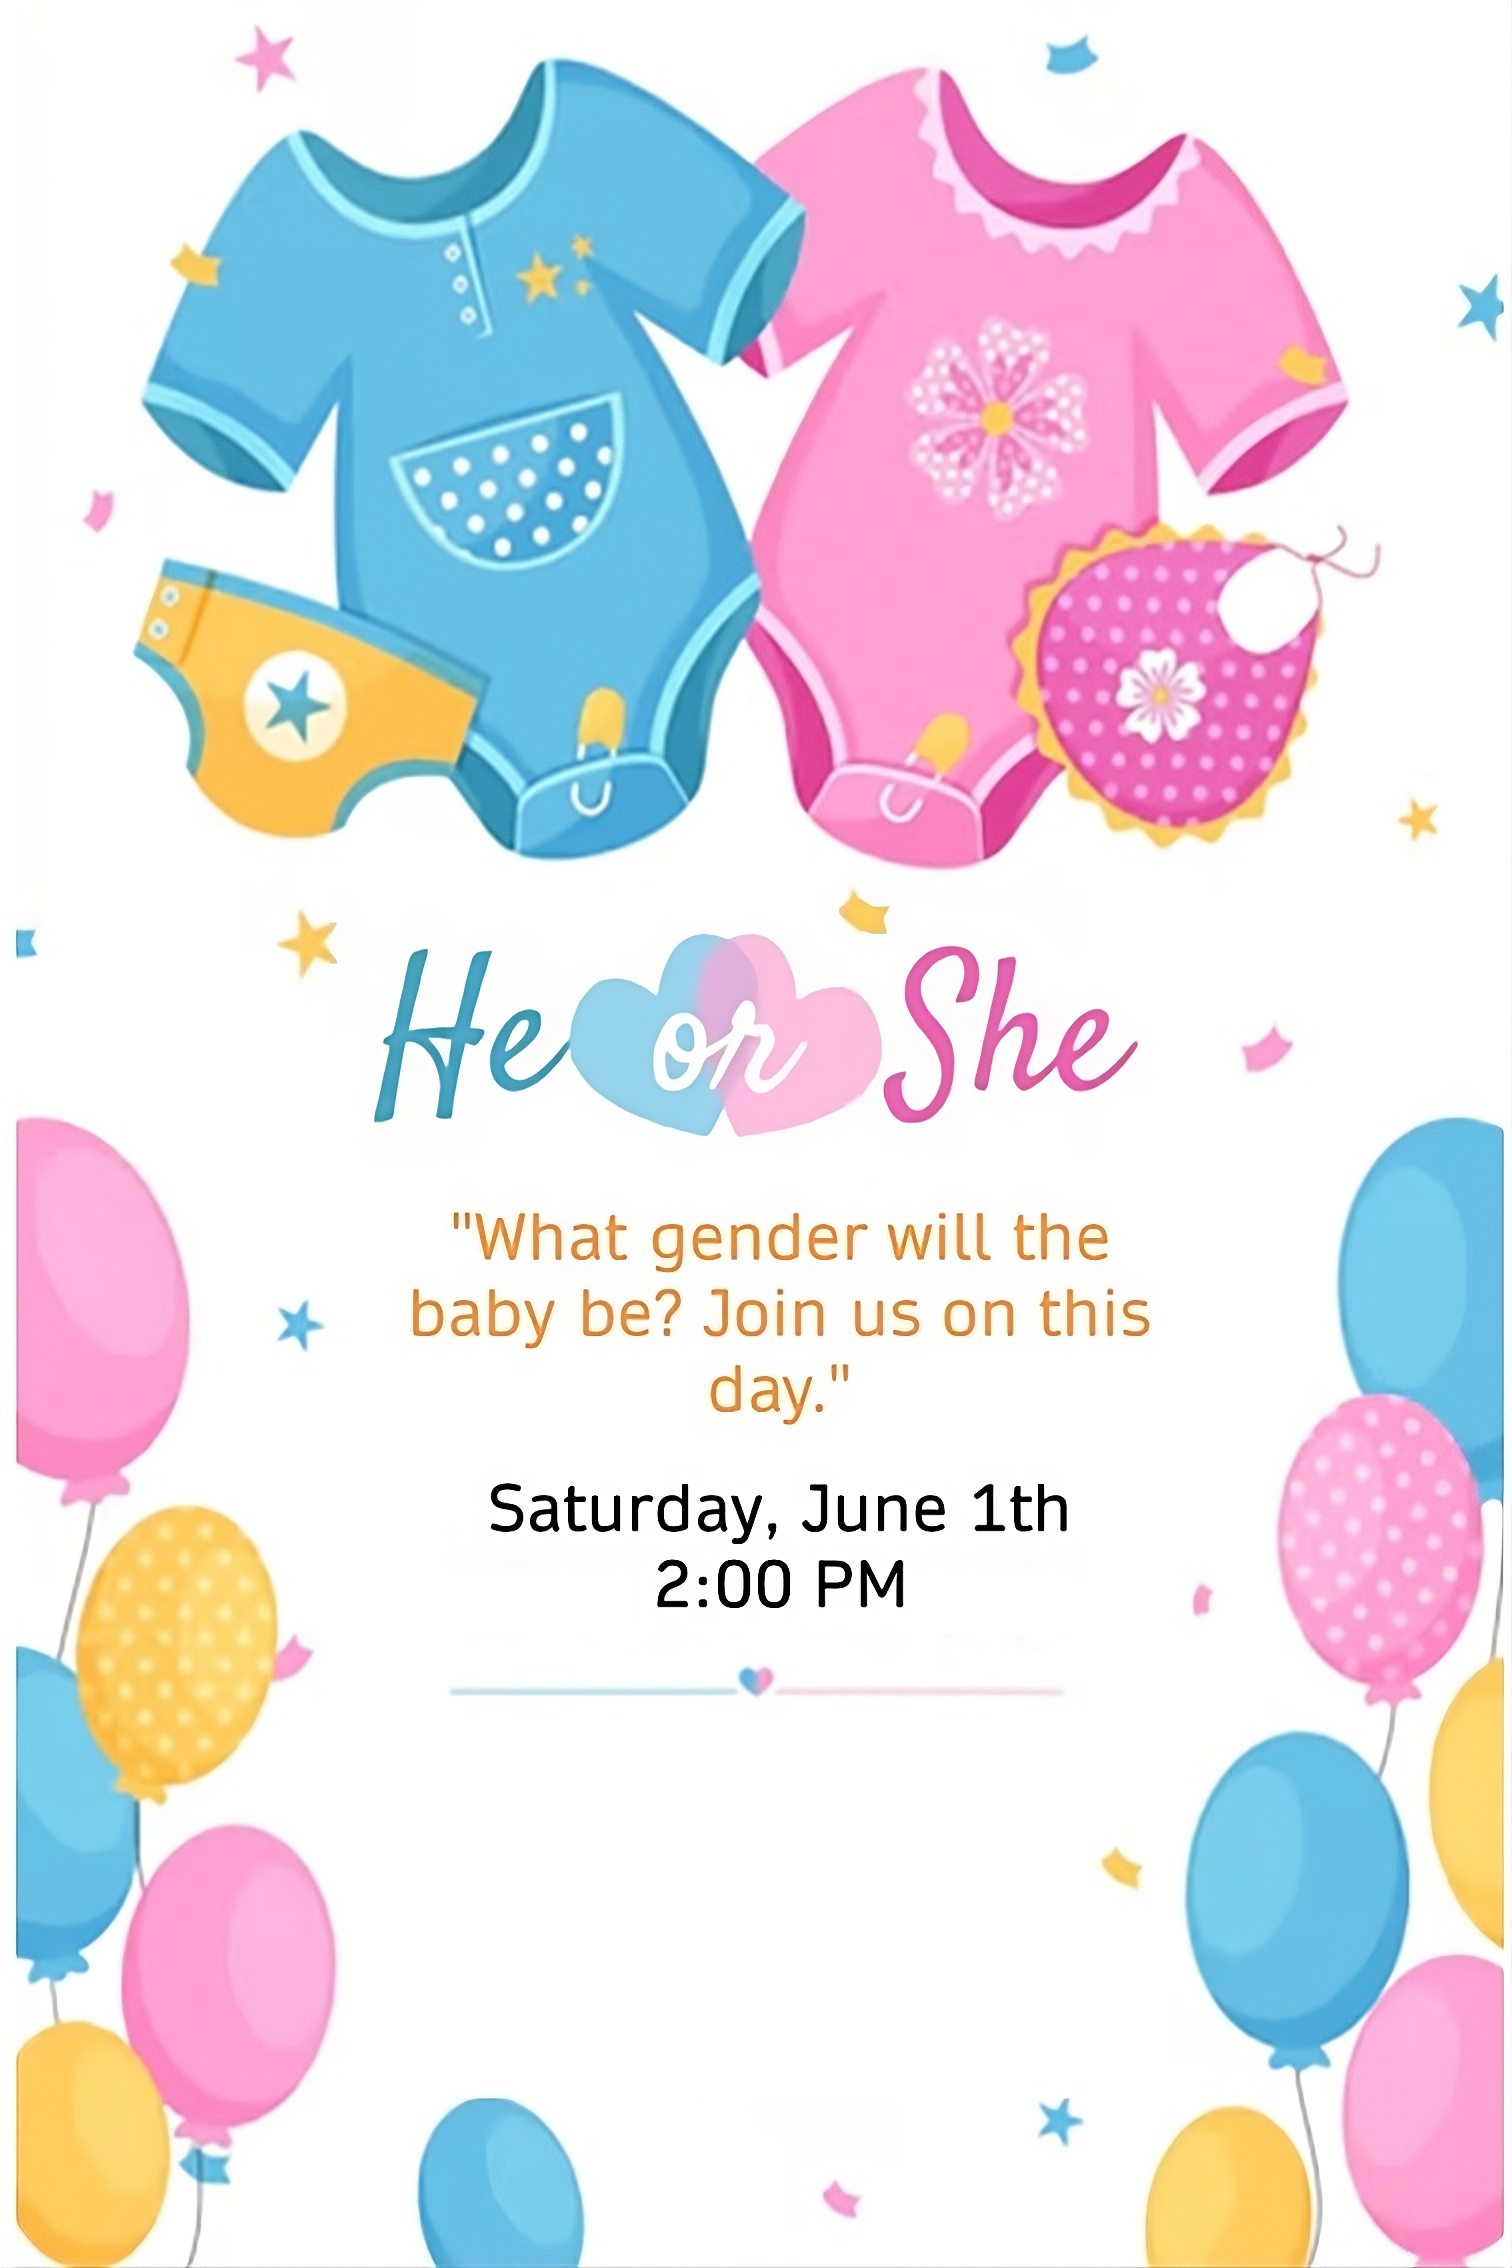 He or She
"What gender will the
baby be? Join us on this
day."
Saturday, June 1th
2:00 PM